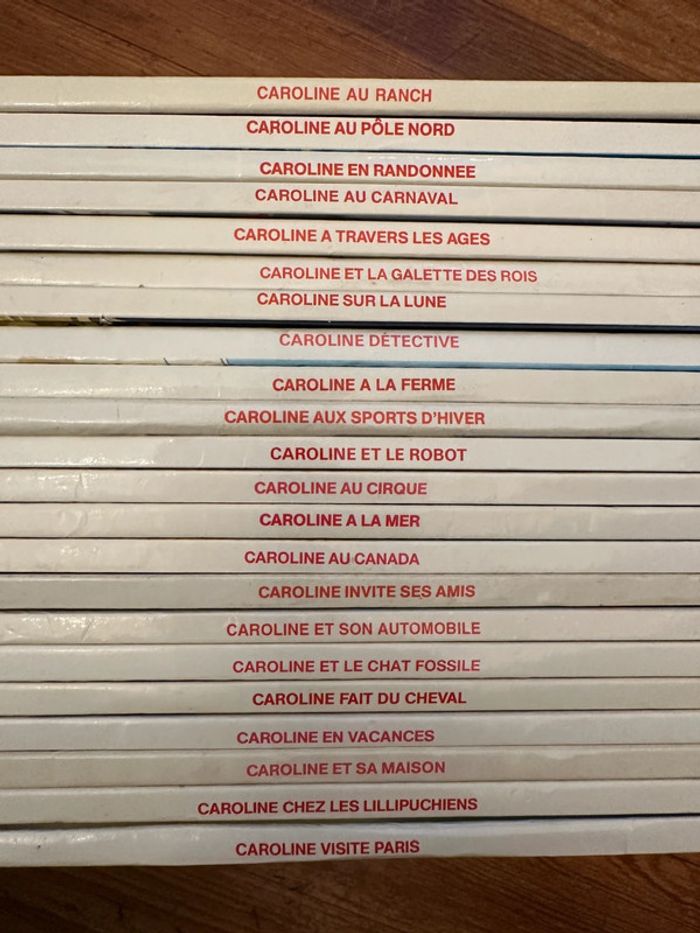 CAROLINE AU RANCH
CAROLINE AU PÔLE NORD
CAROLINE EN RANDONNEE
CAROLINE AU CARNAVAL
CAROLINE A TRAVERS LES AGES
CAROLINE ET LA GALETTE DES ROIS
CAROLINE SUR LA LUNE
CAROLINE DÉTECTIVE
CAROLINE A LA FERME
CAROLINE AUX SPORTS D'HIVER
CAROLINE ET LE ROBOT
CAROLINE AU CIRQUE
CAROLINE A LA MER
CAROLINE AU CANADA
CAROLINE INVITE SES AMIS
CAROLINE ET SON AUTOMOBILE
CAROLINE ET LE CHAT FOSSILE
CAROLINE FAIT DU CHEVAL
CAROLINE EN VACANCES
CAROLINE ET SA MAISON
CAROLINE CHEZ LES LILLIPUCHIENS
CAROLINE VISITE PARIS